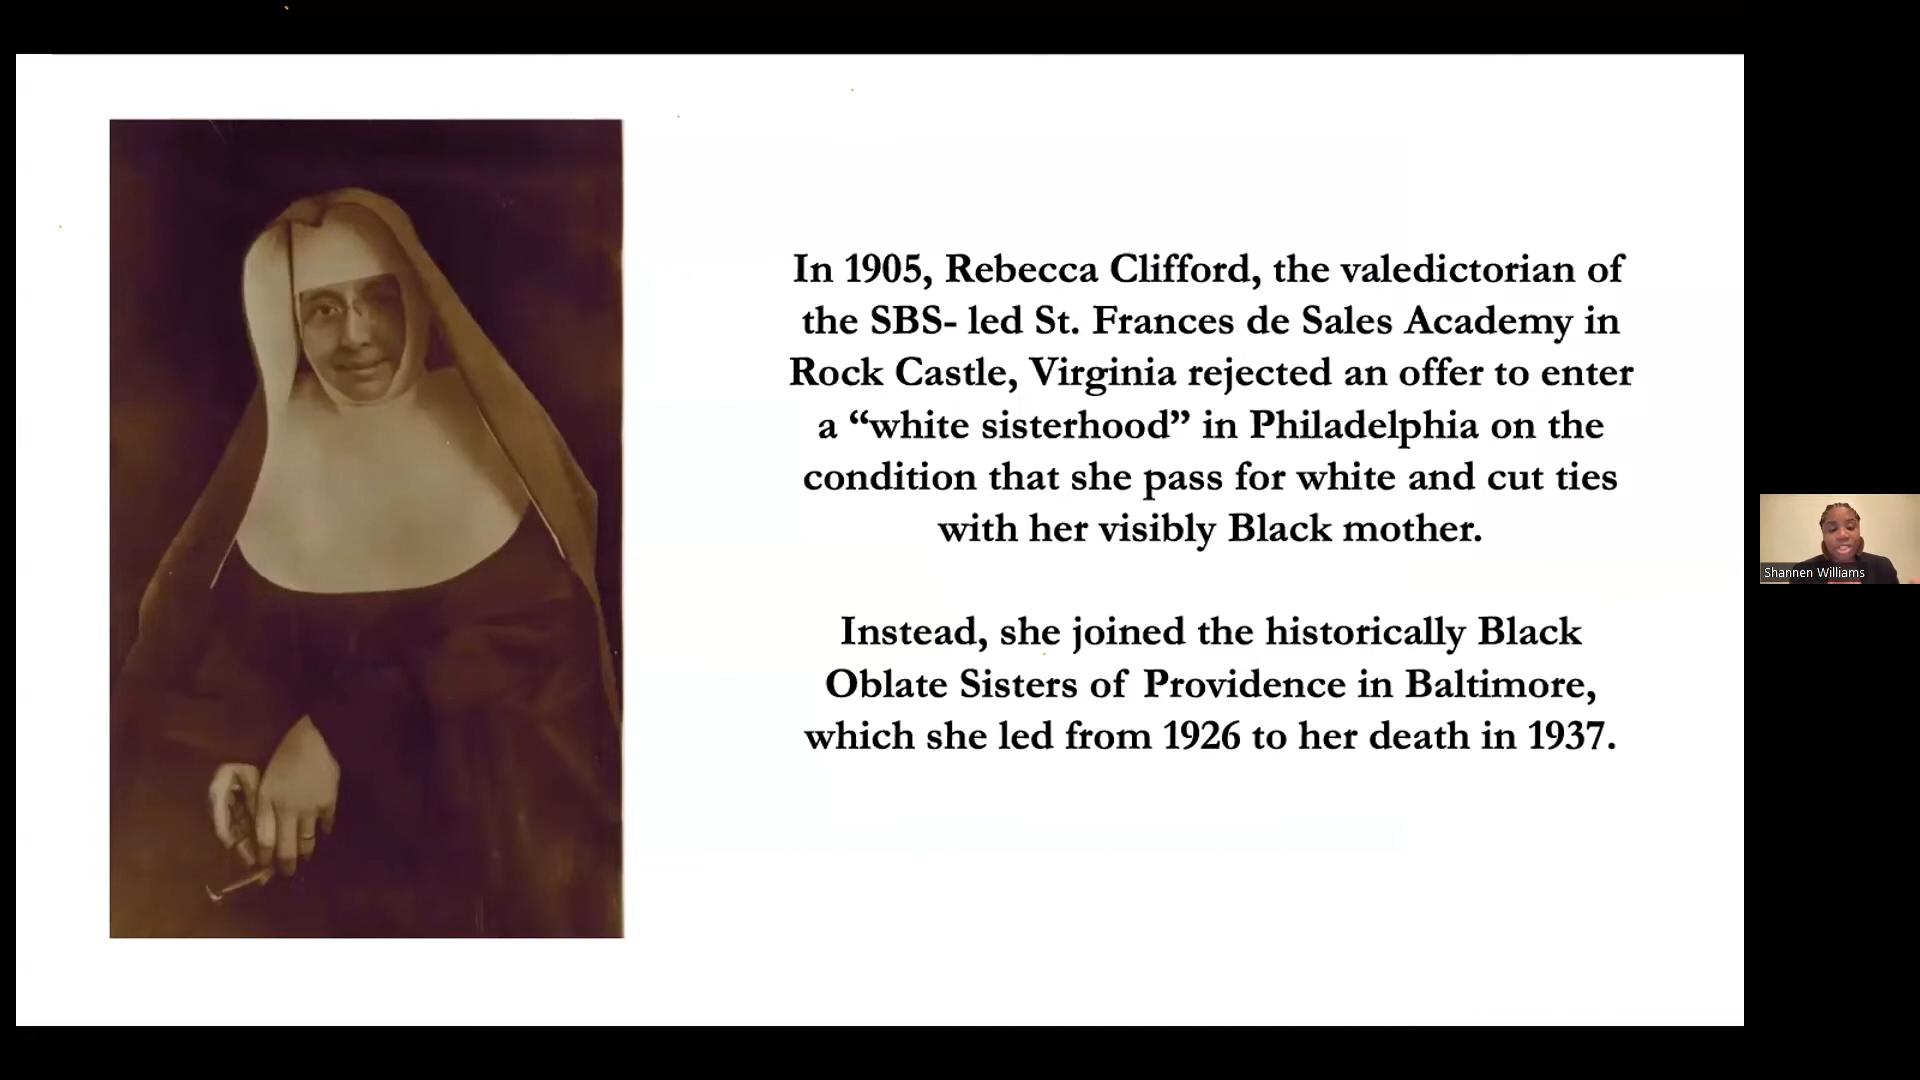 In 1905, Rebecca Clifford, the valedictorian of
the SBS- led St. Frances de Sales Academy in
Rock Castle, Virginia rejected an offer to enter
a “white sisterhood” in Philadelphia on the
condition that she pass for white and cut ties
with her visibly Black mother.
Instead, she joined the historically Black
Oblate Sisters of Providence in Baltimore,
which she led from 1926 to her death in 1937.
Shannen Williams